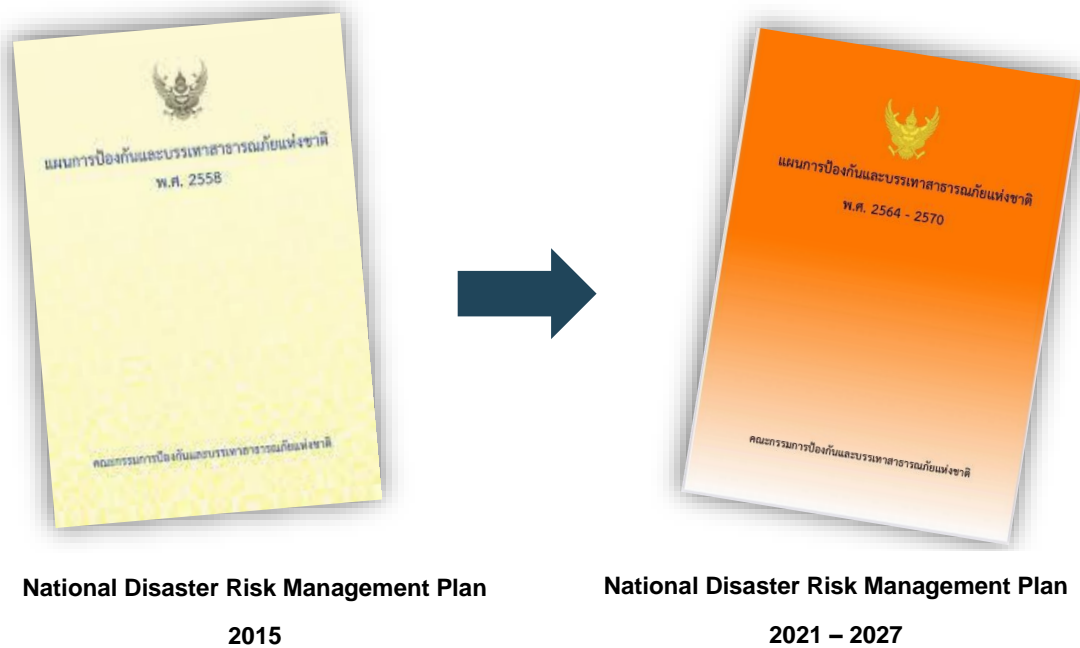 แผนการป้องกันและบรรเทาสาธารณภัยแห่งชาติ
พ.ศ. 2558
คณะกรรมการป้องกันและบรรเทาสาธารณภัยแห่งชาติ
National Disaster Risk Management Plan
2015
แผนการป้องกันและบรรเทาสาธารณภัยแห่งชาติ
พ.ศ. 2564 - 2570
คณะกรรมการป้องกันและบรรเทาสาธารณภัยแห่งชาติ
National Disaster Risk Management Plan
2021 – 2027